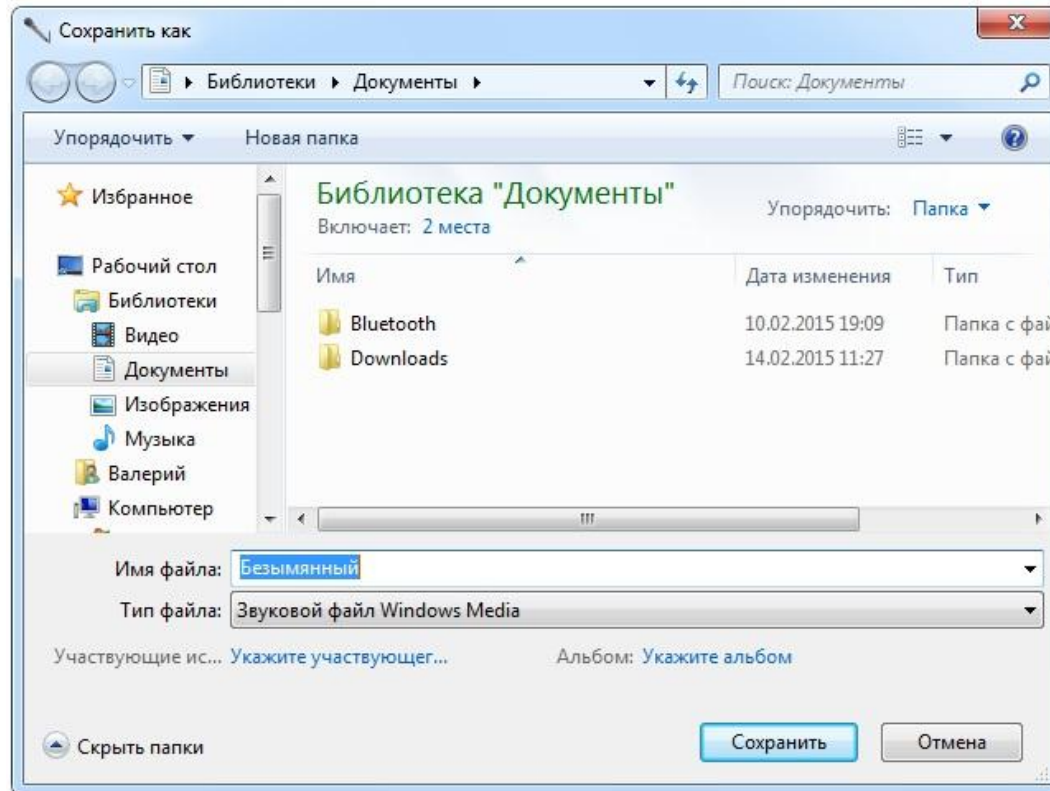 Сохранить как
Библиотеки Документы
Поиск: Документы
Упорядочить Новая папка
Избранное
Рабочий стол
Библиотеки
Видео
Документы
Изображения
Музыка
Валерий
Компьютер
Библиотека "Документы"
Включает: 2 места
Упорядочить: Папка
Имя Дата изменения Тип
Bluetooth 10.02.2015 19:09 Папка с фай
Downloads 14.02.2015 11:27 Папка с фай
Имя файла: Безымянный
Тип файла: Звуковой файл Windows Media
Участвующие ис... Укажите участвующег... Альбом: Укажите альбом
Скрыть папки Сохранить Отмена